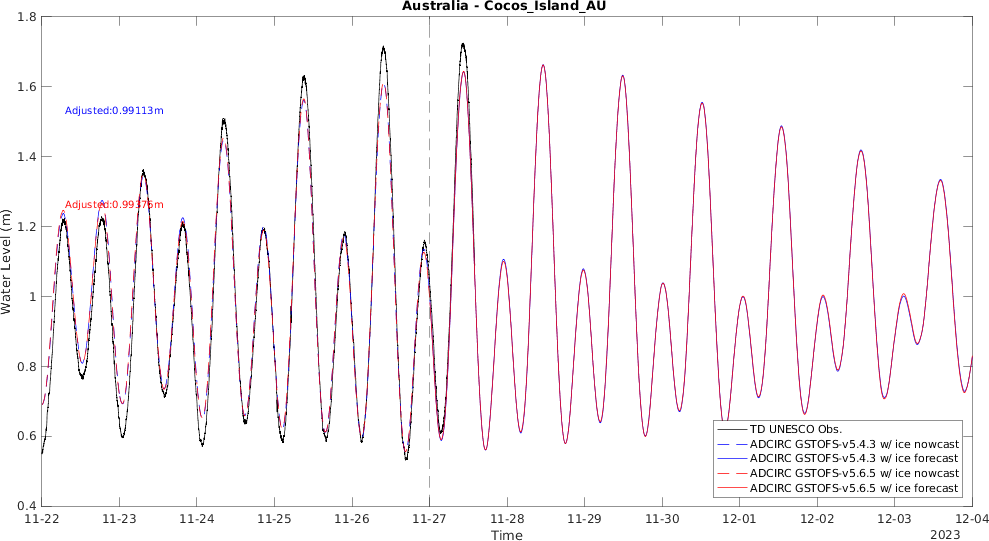 Australia - Cocos_Island_AU
1.8
1.6
1.4
1.2
1
0.8
0.6
0.4
Water Level (m)
Adjusted:0.99113m
Adjusted:0.99376m
TD UNESCO Obs.
ADCIRC GSTOFS-v5.4.3 w/ ice nowcast
ADCIRC GSTOFS-v5.4.3 w/ ice forecast
ADCIRC GSTOFS-v5.6.5 w/ ice nowcast
ADCIRC GSTOFS-v5.6.5 w/ ice forecast
11-22 11-23 11-24 11-25 11-26 11-27 11-28 11-29 11-30 12-01 12-02 12-03 12-04
Time
2023